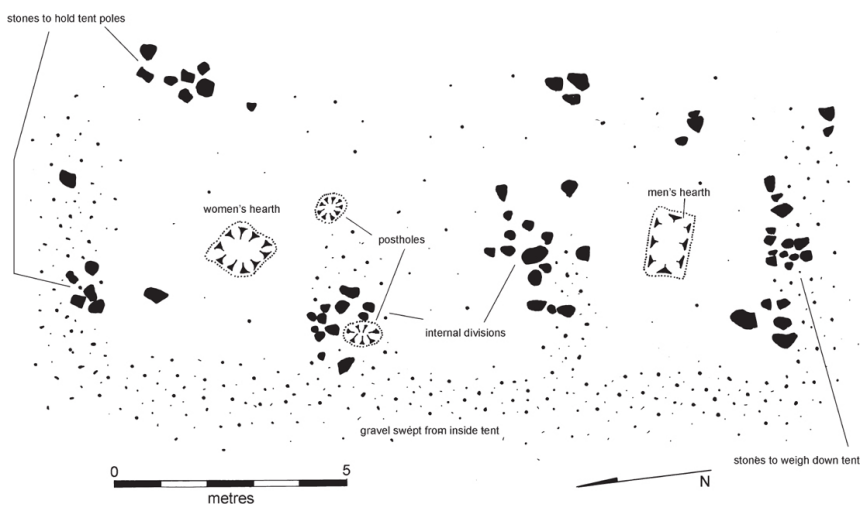 stones to hold tent poles
women's hearth
men's hearth
postholes
internal divisions
gravel swept from inside tent
stones to weigh down tent
0 5
metres
N